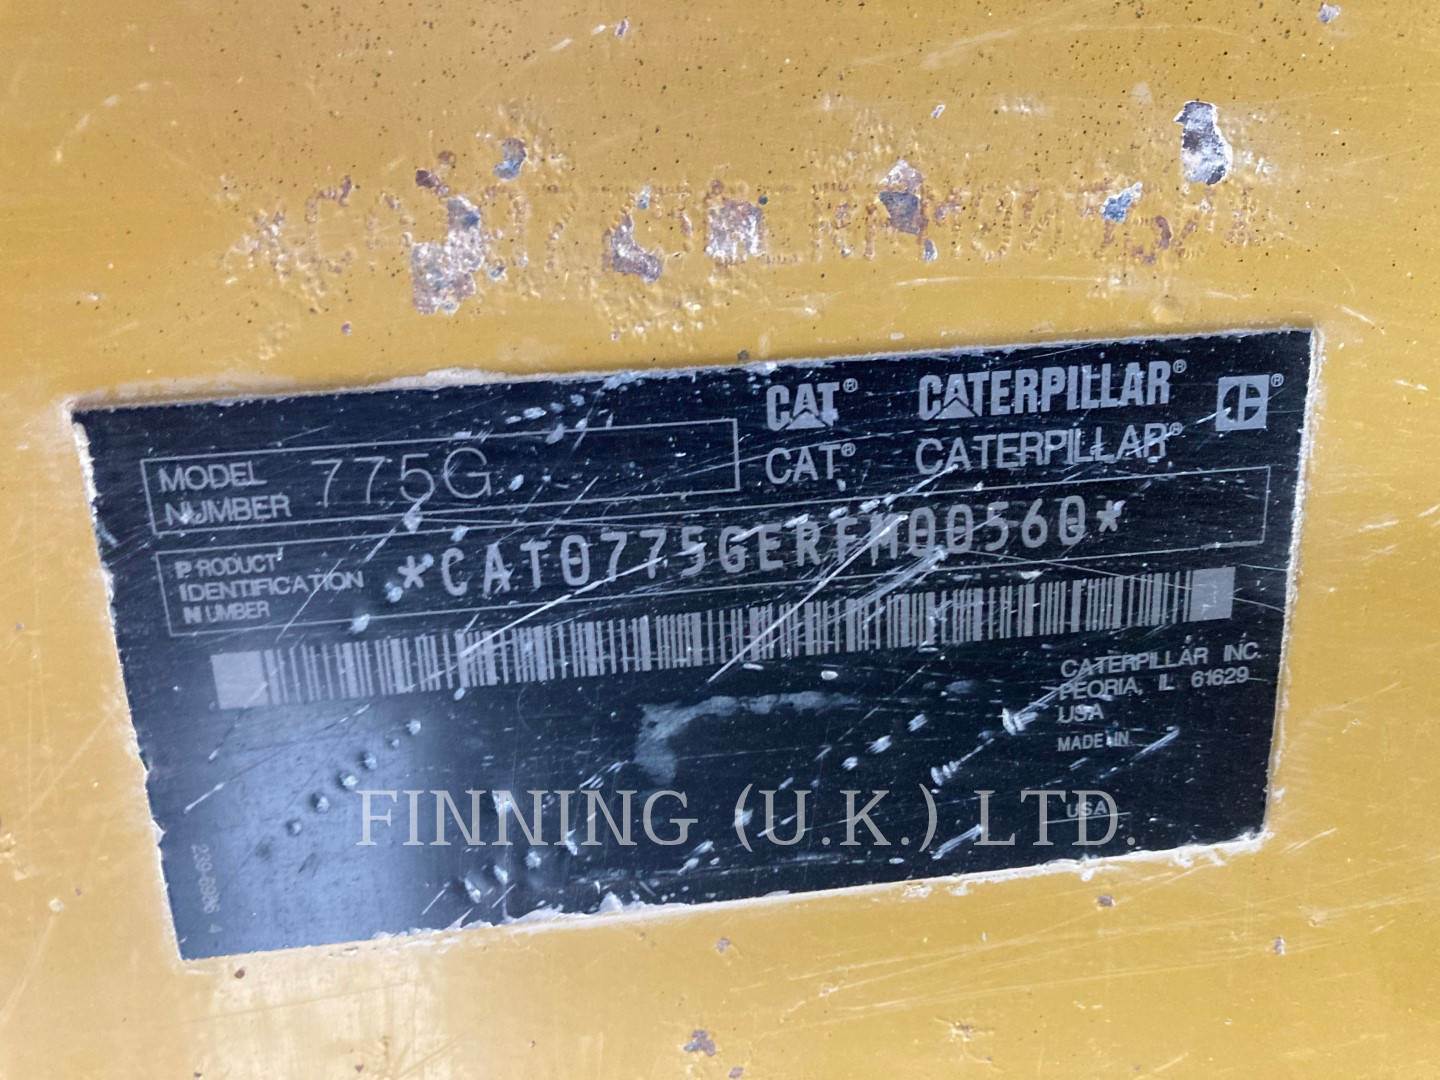 CAT® CATERPILLAR®
CAT® CATERPILLAR®
MODEL NUMBER 775G
PRODUCT IDENTIFICATION NUMBER *CAT0775GERFM00560*
CATERPILLAR INC.
PEORIA, IL 61629
USA
MADE IN
USA
FINNING (U.K.) LTD.